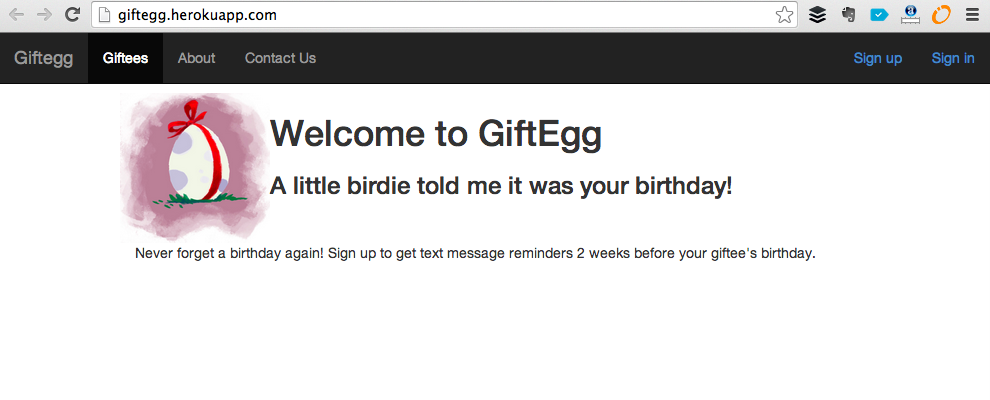 giftegg.herokuapp.com
Giftegg Giftees About Contact Us Sign up Sign in
Welcome to GiftEgg
A little birdie told me it was your birthday!
Never forget a birthday again! Sign up to get text message reminders 2 weeks before your giftee's birthday.